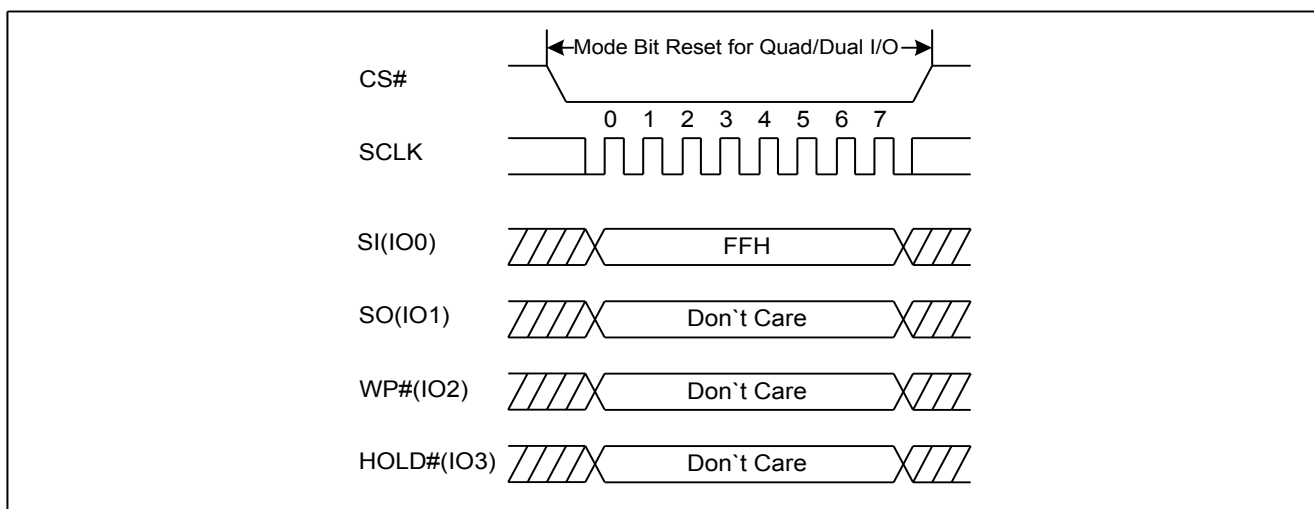 Mode Bit Reset for Quad/Dual I/O
CS#
0 1 2 3 4 5 6 7
SCLK
SI(IO0) FFH
SO(IO1) Don`t Care
WP#(IO2) Don`t Care
HOLD#(IO3) Don`t Care